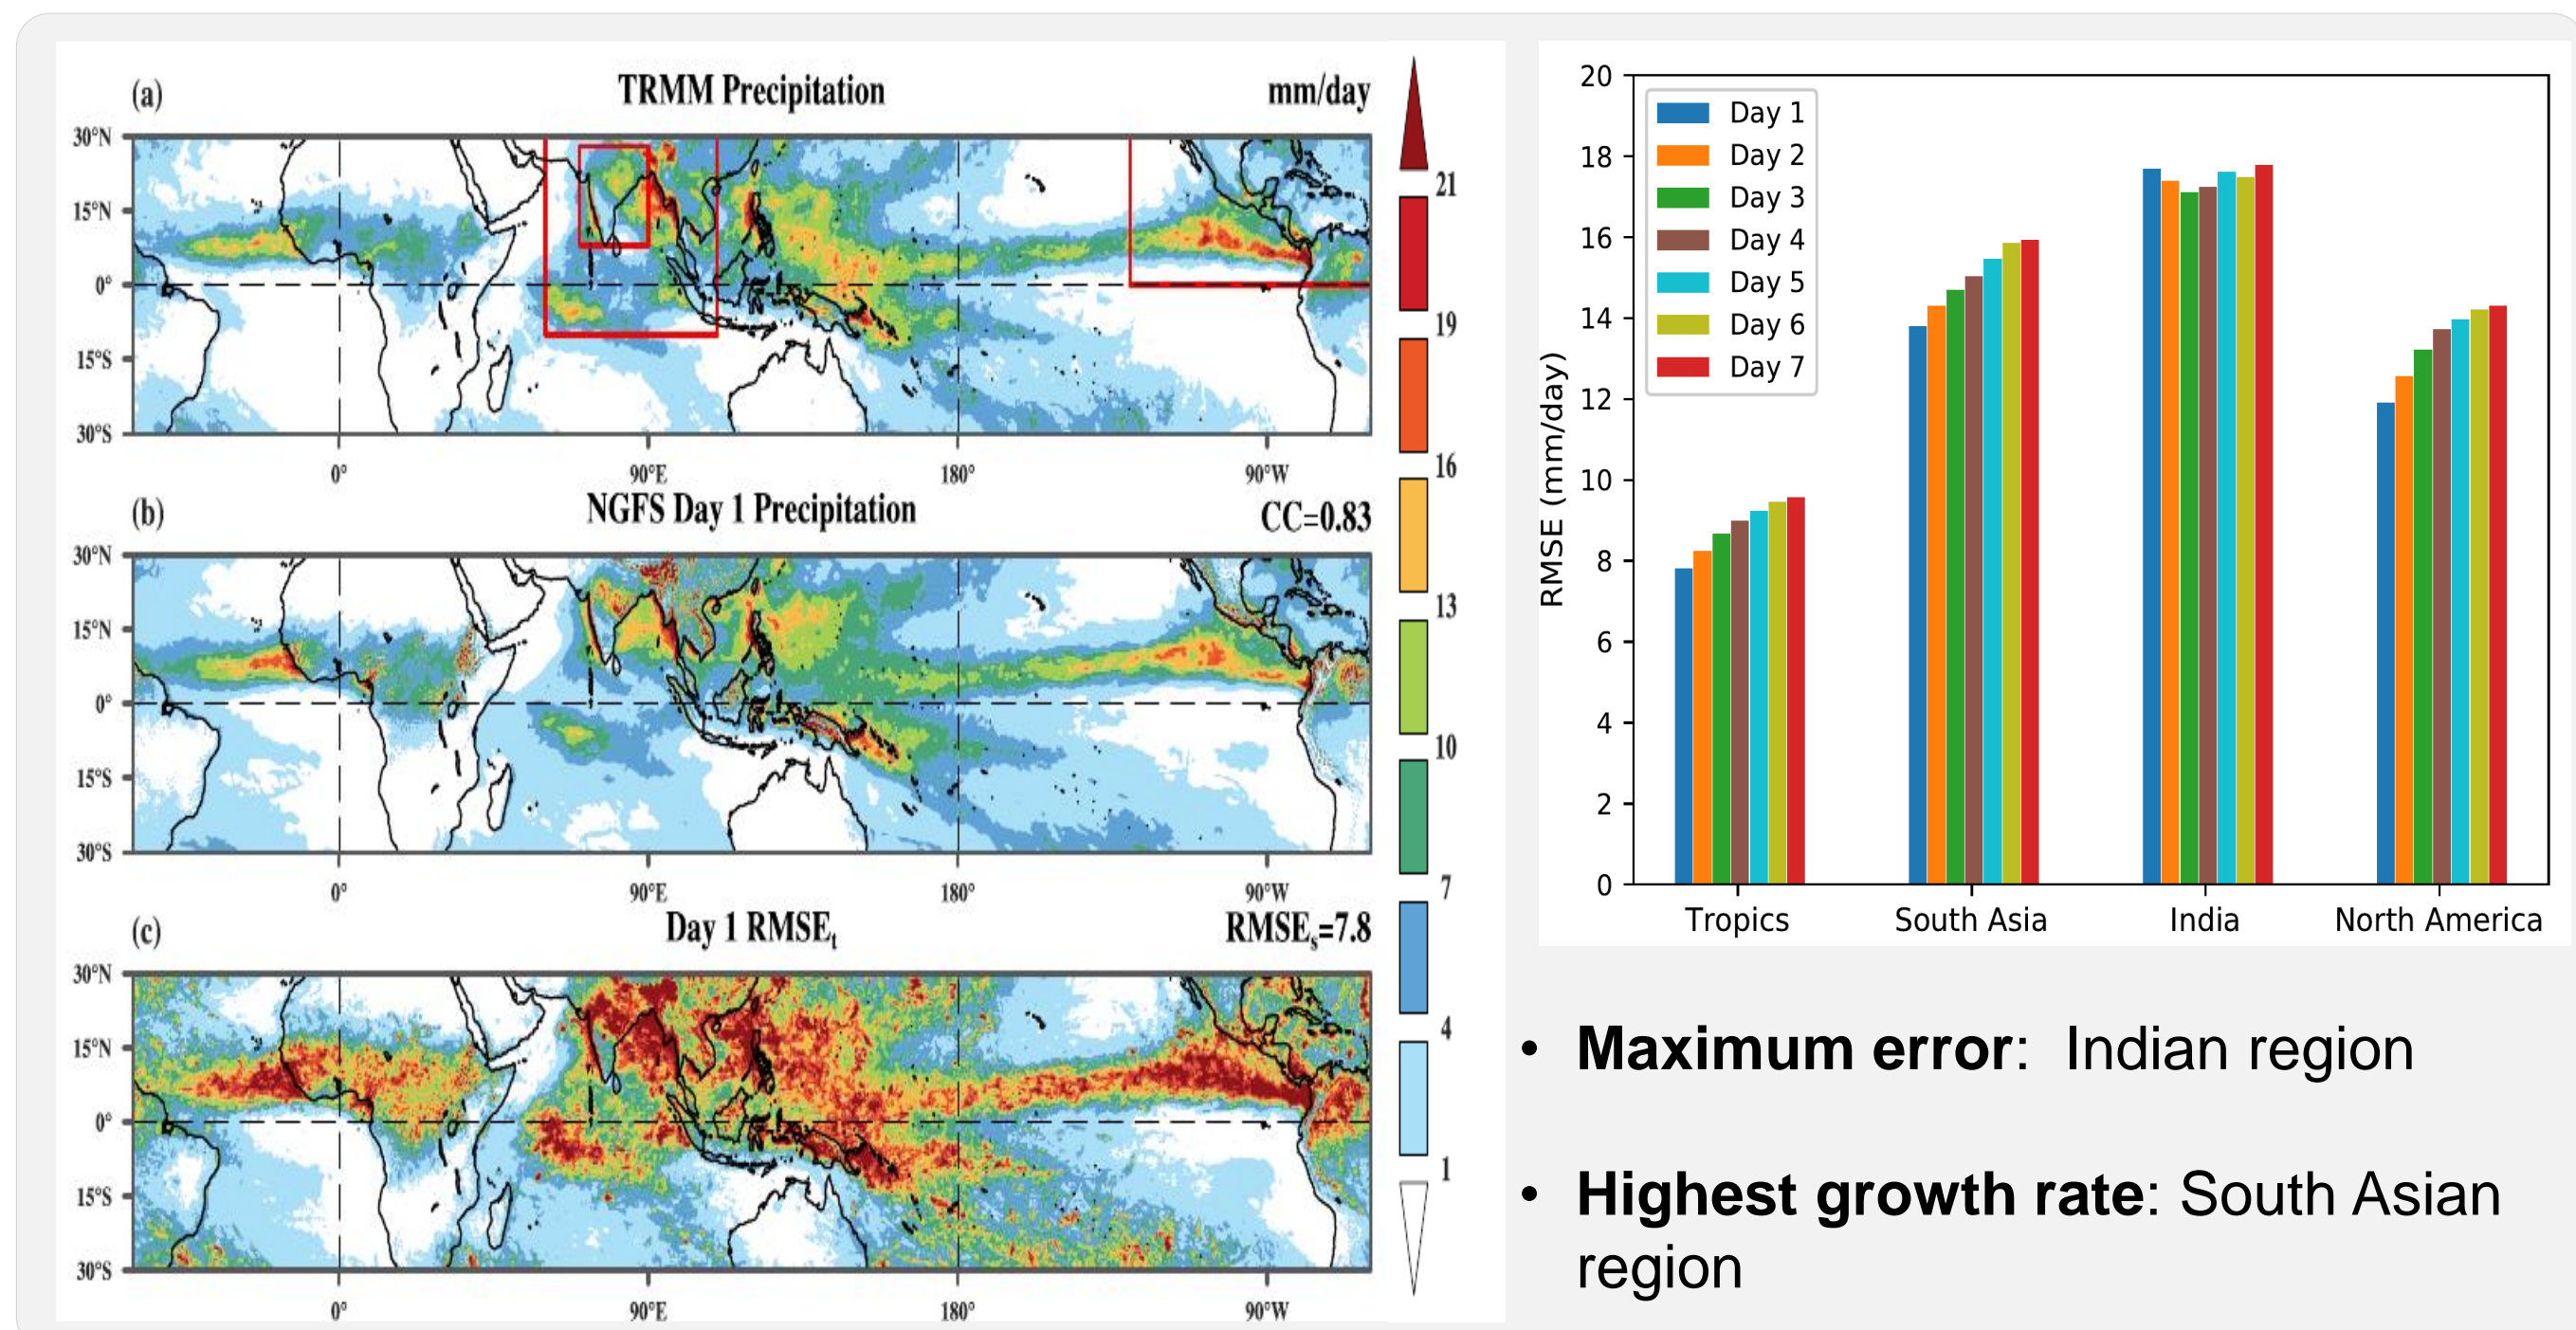 (a) TRMM Precipitation mm/day
30°N
15°N
0°
15°S
30°S
0° 90°E 180° 90°W
(b) NGFS Day 1 Precipitation CC=0.83
30°N
15°N
0°
15°S
30°S
0° 90°E 180° 90°W
(c) Day 1 RMSEt RMSEs=7.8
30°N
15°N
0°
15°S
30°S
0° 90°E 180° 90°W
21
19
16
13
10
7
4
1
20
18
16
14
12
10
8
6
4
2
0
RMSE (mm/day)
Day 1
Day 2
Day 3
Day 4
Day 5
Day 6
Day 7
Tropics South Asia India North America
• Maximum error: Indian region
• Highest growth rate: South Asian
region